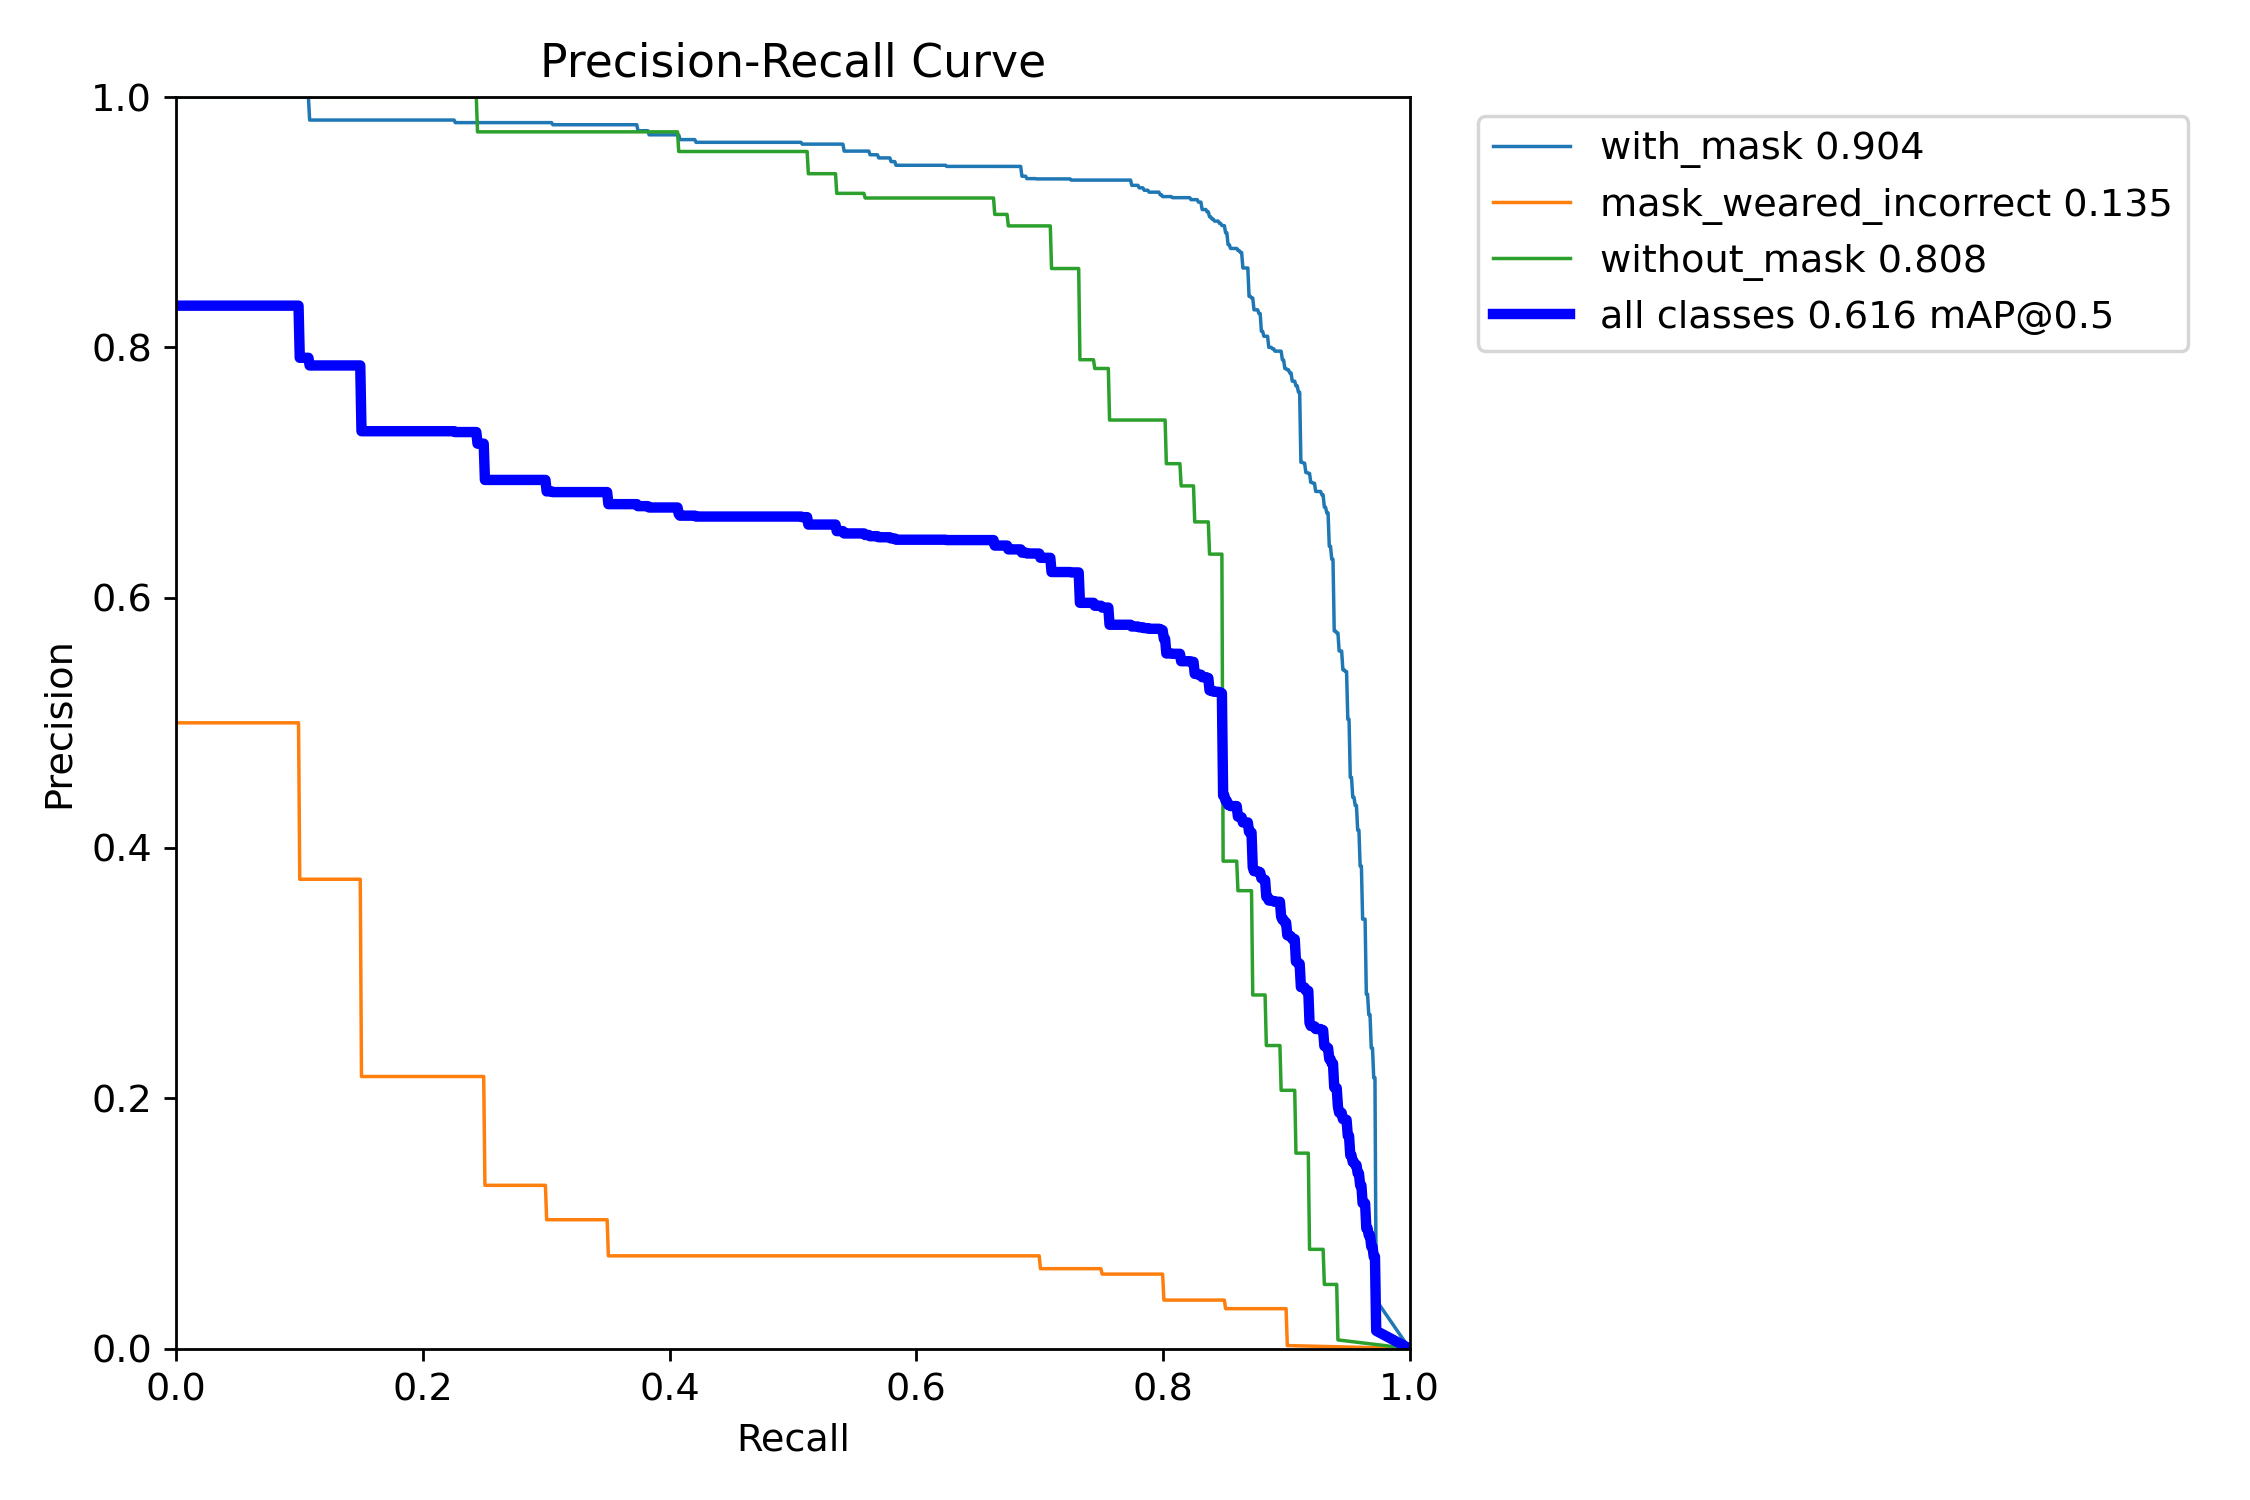 Precision-Recall Curve
1.0
0.8
0.6
0.4
0.2
0.0
Precision
0.0 0.2 0.4 0.6 0.8 1.0
Recall
with_mask 0.904
mask_weared_incorrect 0.135
without_mask 0.808
all classes 0.616 mAP@0.5